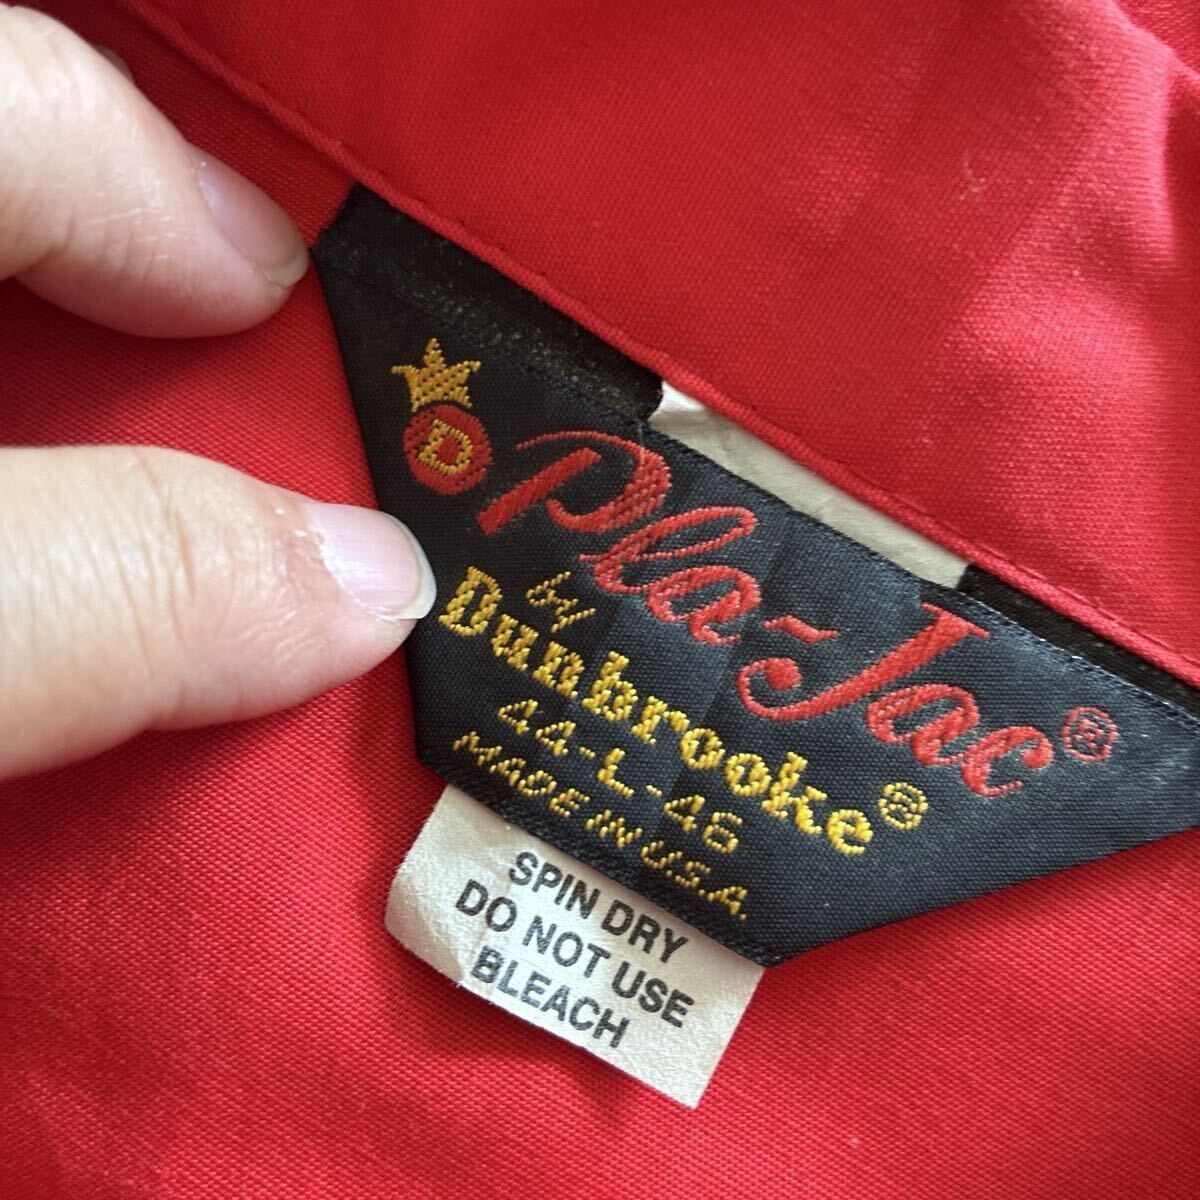 D
Pla-Jac®
by
Dunbrooke®
44-L-46
MADE IN U.S.A.
SPIN DRY
DO NOT USE
BLEACH